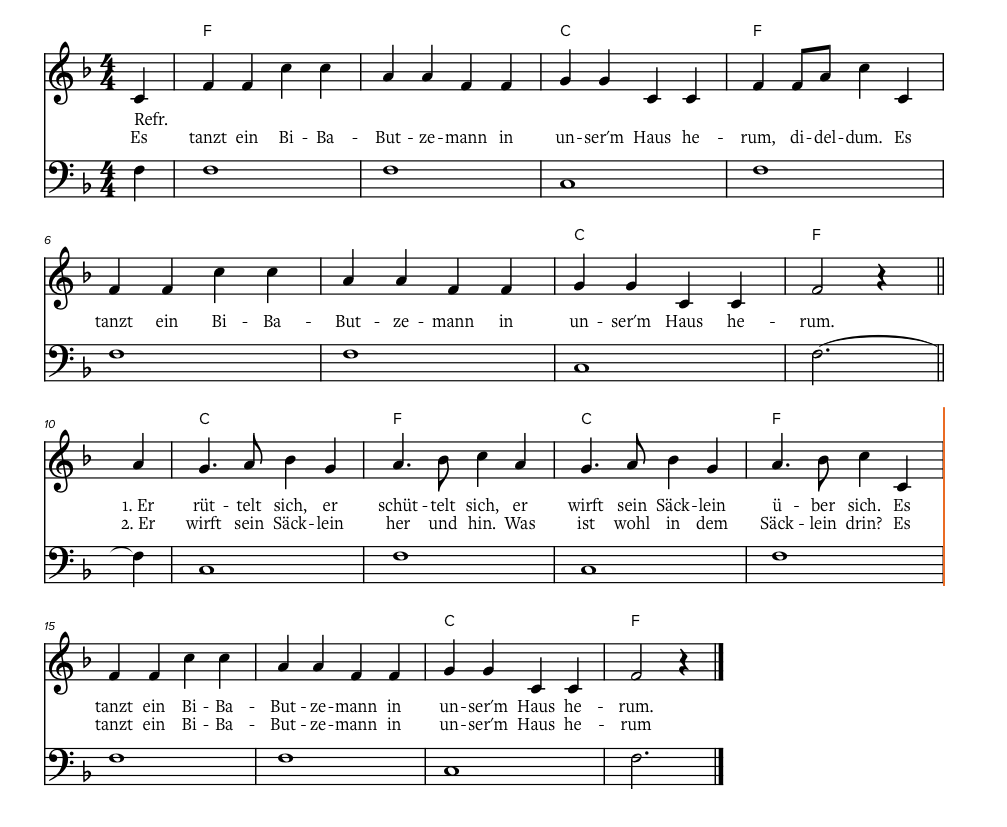 F C F
4 4
Refr.
Es tanzt ein Bi - Ba - But - ze - mann in un - ser'm Haus he - rum, di - del - dum. Es
4 4
6 C F
tanzt ein Bi - Ba - But - ze - mann in un - ser'm Haus he - rum.
10 C F C F
1. Er rüt - telt sich, er schüt - telt sich, er wirft sein Säck - lein ü - ber sich. Es
2. Er wirft sein Säck - lein her und hin. Was ist wohl in dem Säck - lein drin? Es
15 C F
tanzt ein Bi - Ba - But - ze - mann in un - ser'm Haus he - rum.
tanzt ein Bi - Ba - But - ze - mann in un - ser'm Haus he - rum